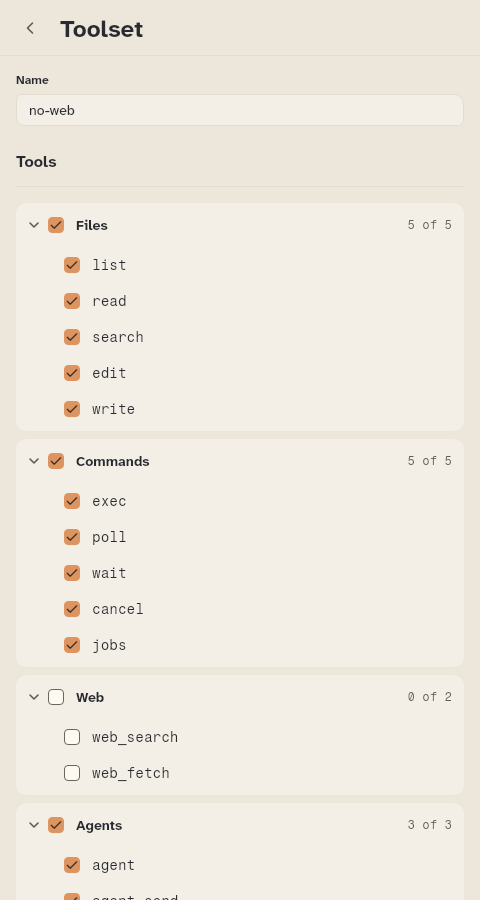 Toolset
Name
no-web
Tools
Files 5 of 5
list
read
search
edit
write
Commands 5 of 5
exec
poll
wait
cancel
jobs
Web 0 of 2
web_search
web_fetch
Agents 3 of 3
agent
agent_send